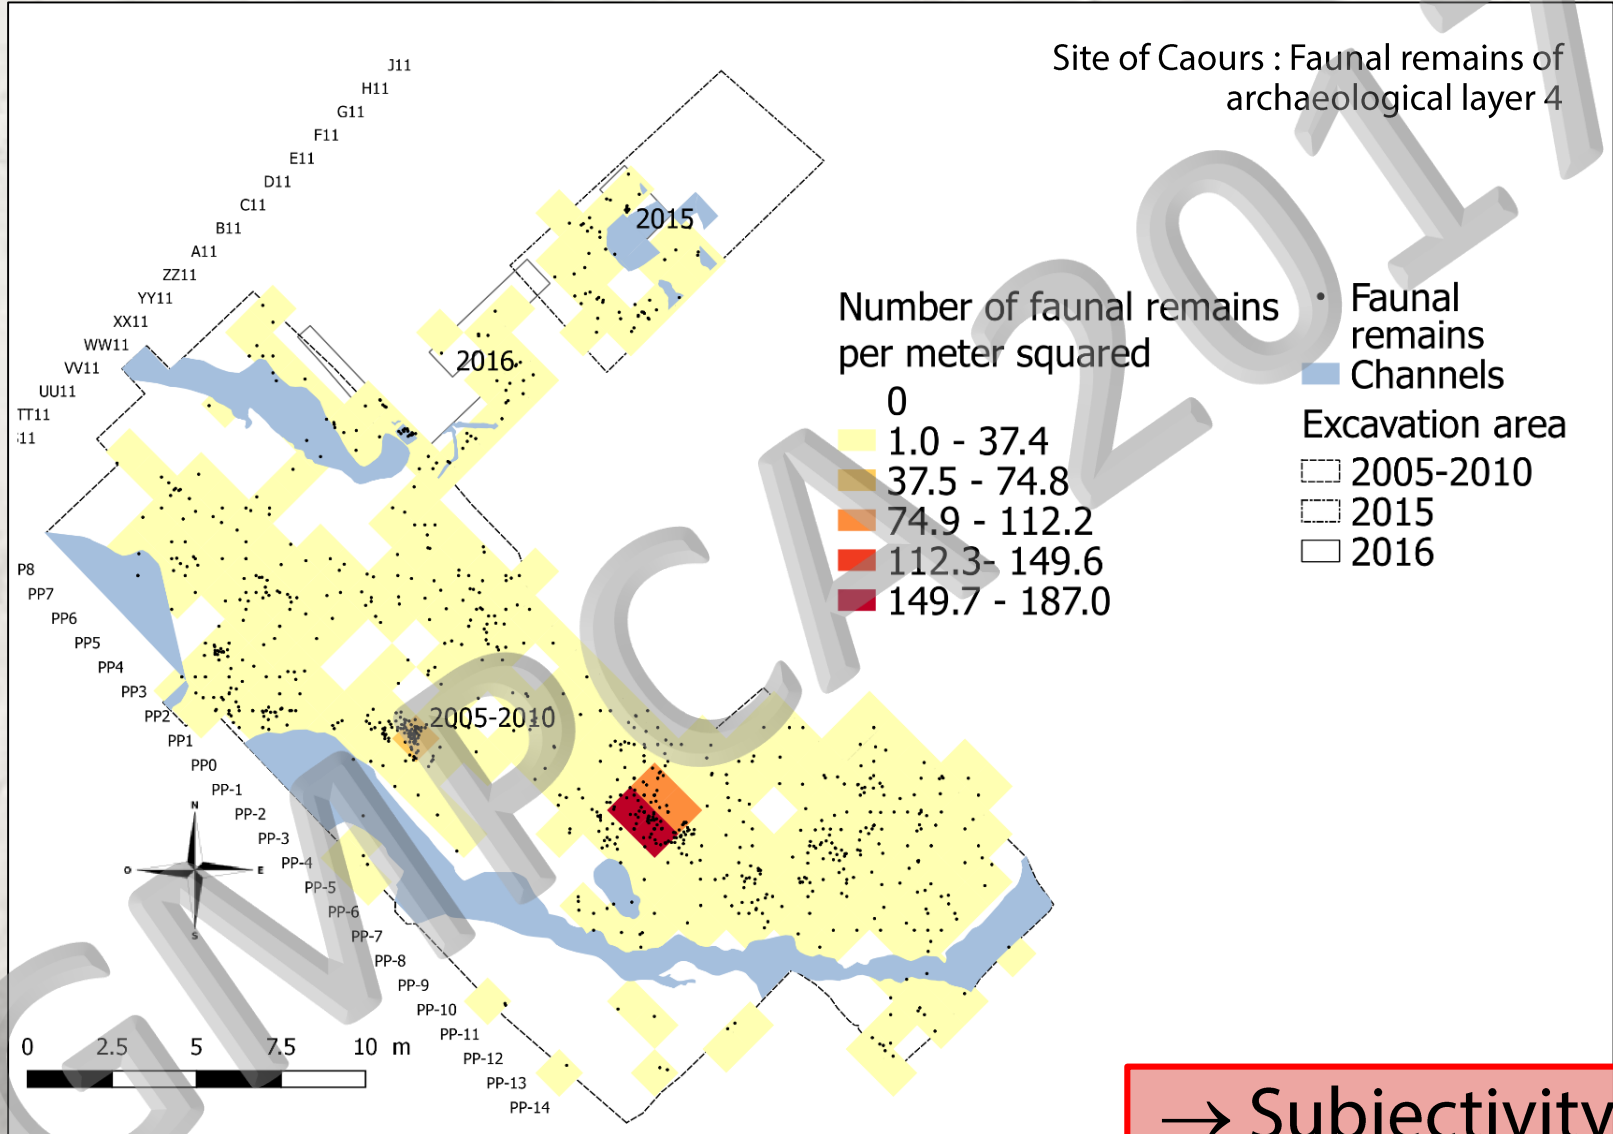 Site of Caours : Faunal remains of
archaeological layer 4
J11
H11
G11
F11
E11
D11
C11
B11
A11
ZZ11
YY11
XX11
WW11
VV11
UU11
TT11
11
2015
2016
2005-2010
Number of faunal remains
per meter squared
0
1.0 - 37.4
37.5 - 74.8
74.9 - 112.2
112.3- 149.6
149.7 - 187.0
Faunal
remains
Channels
Excavation area
2005-2010
2015
2016
P8
PP7
PP6
PP5
PP4
PP3
PP2
PP1
PP0
PP-1
PP-2
PP-3
PP-4
PP-5
PP-6
PP-7
PP-8
PP-9
PP-10
PP-11
PP-12
PP-13
PP-14
N
O E
S
0 2.5 5 7.5 10 m
→ Subjectivity
GMPCA 2017